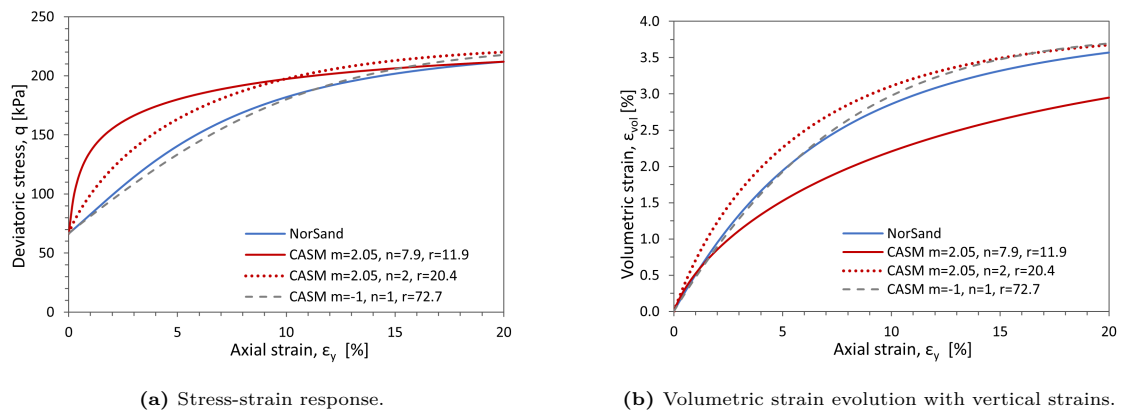 250
200
150
100
50
0
Deviatoric stress, q [kPa]
NorSand
CASM m=2.05, n=7.9, r=11.9
CASM m=2.05, n=2, r=20.4
CASM m=-1, n=1, r=72.7
0 5 10 15 20
Axial strain, εy [%]
(a) Stress-strain response.
4.0
3.5
3.0
2.5
2.0
1.5
1.0
0.5
0.0
Volumetric strain, εvol [%]
NorSand
CASM m=2.05, n=7.9, r=11.9
CASM m=2.05, n=2, r=20.4
CASM m=-1, n=1, r=72.7
0 5 10 15 20
Axial strain, εy [%]
(b) Volumetric strain evolution with vertical strains.